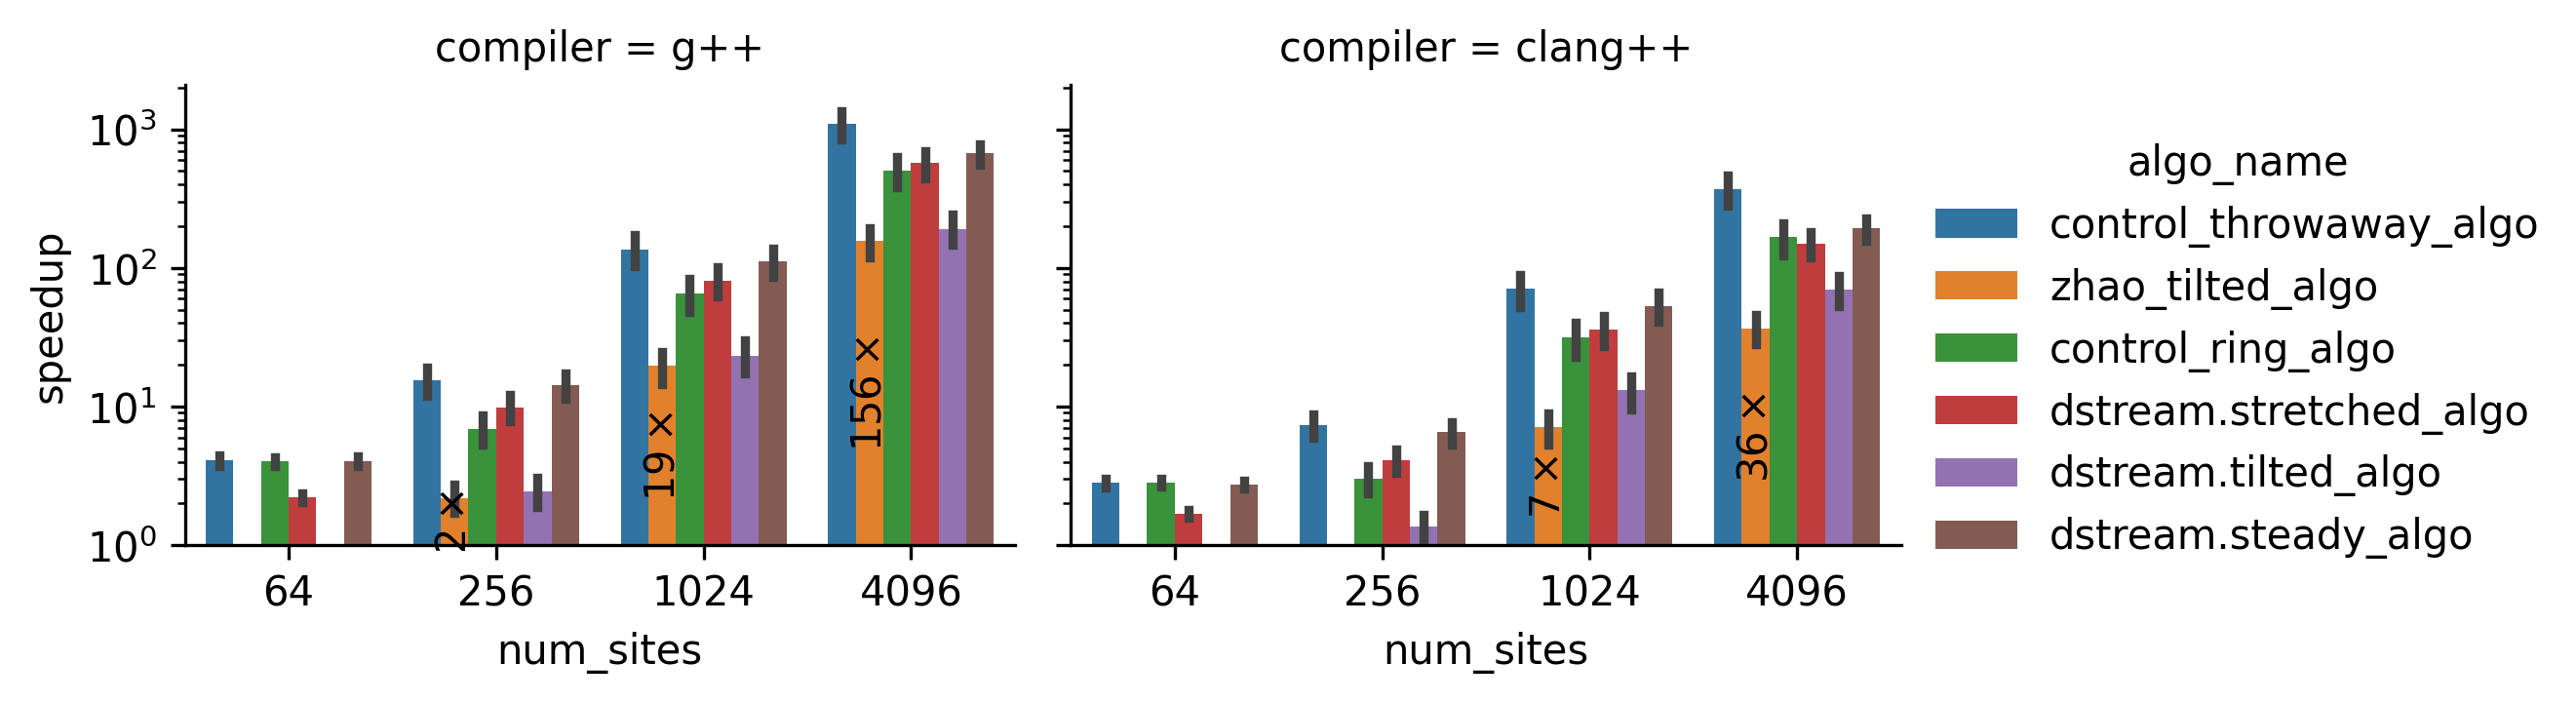 compiler = g++
compiler = clang++
speedup
10³
10²
10¹
10⁰
2 ×
19 ×
156 ×
7 ×
36 ×
64
256
1024
4096
64
256
1024
4096
num_sites
num_sites
algo_name
control_throwaway_algo
zhao_tilted_algo
control_ring_algo
dstream.stretched_algo
dstream.tilted_algo
dstream.steady_algo